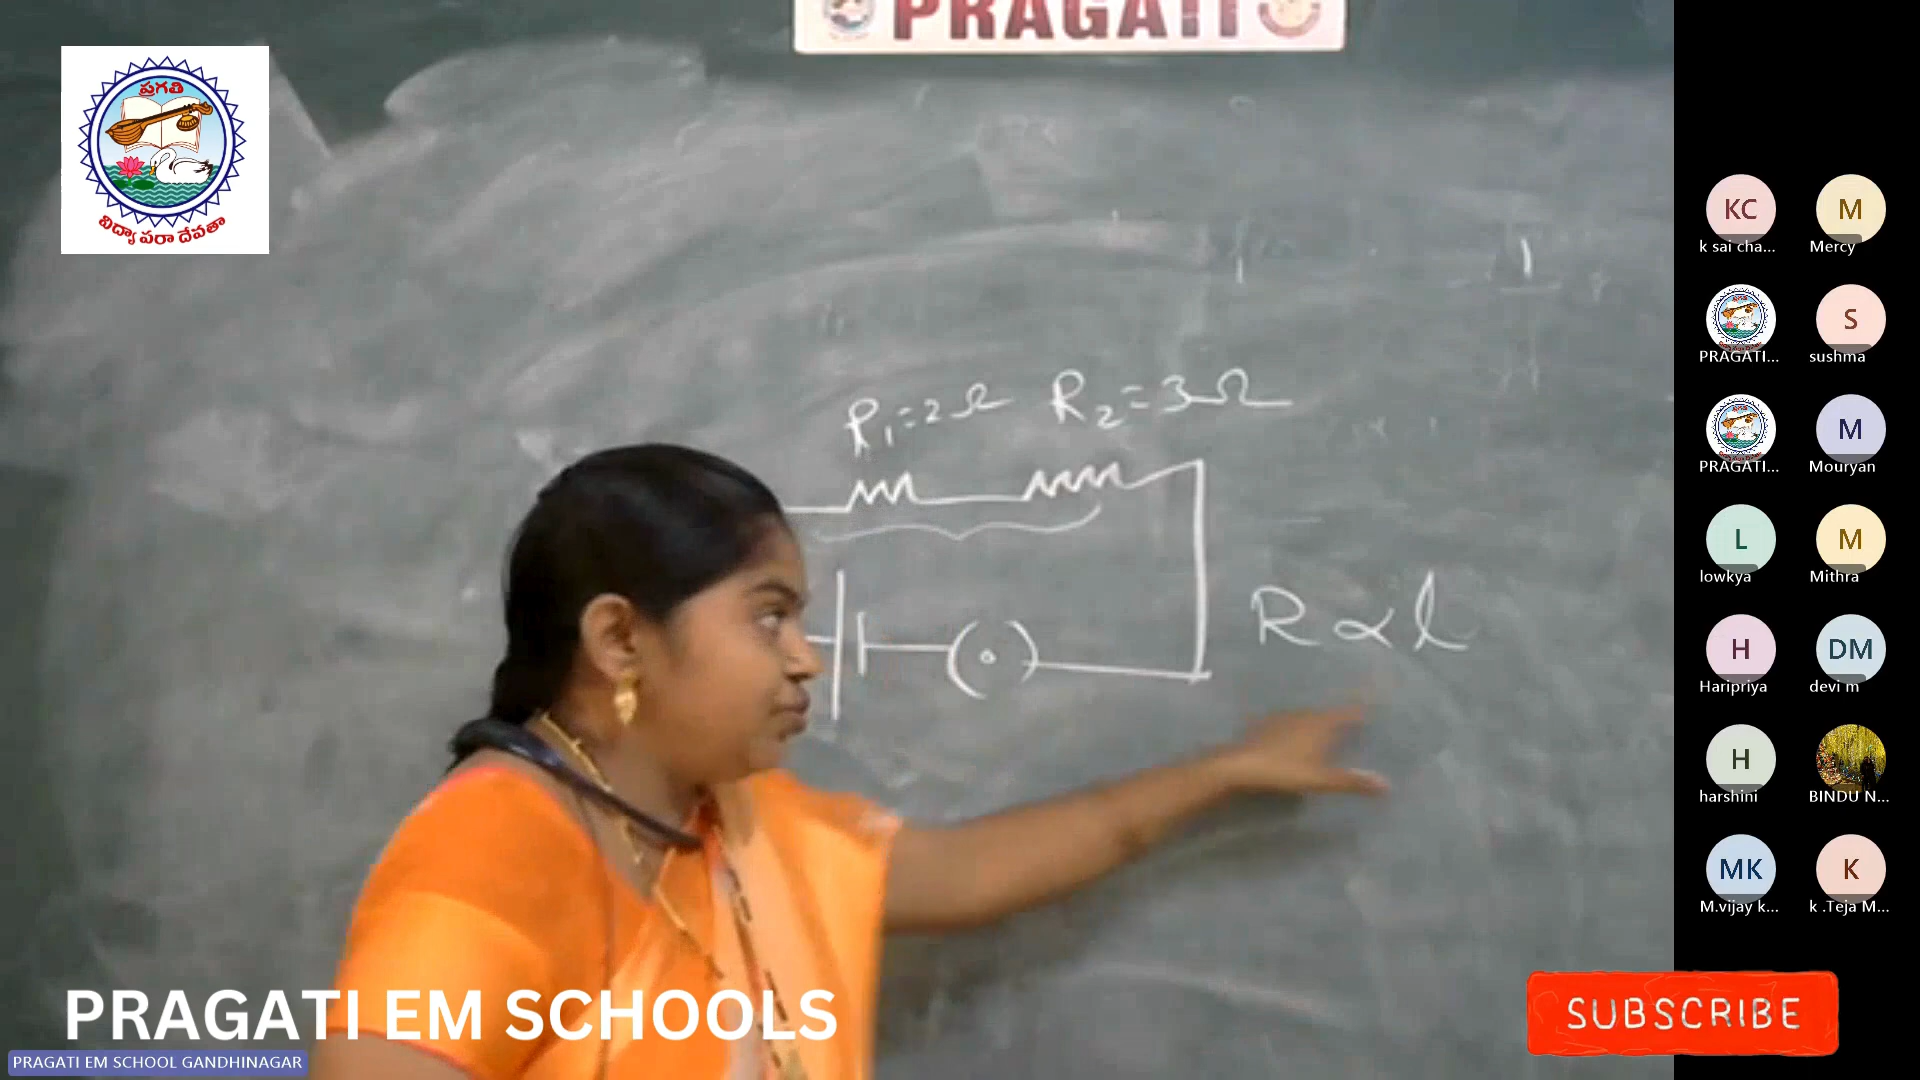 PRAGATI
ప్రగతి
విద్యా పరా దేవతా
R₁=2Ω R₂=3Ω
R ∝ l
KC
k sai cha...
M
Mercy
PRAGATI...
S
sushma
PRAGATI...
M
Mouryan
L
lowkya
M
Mithra
H
Haripriya
DM
devi m
H
harshini
BINDU N...
MK
M.vijay k...
K
k .Teja M...
PRAGATI EM SCHOOLS
SUBSCRIBE
PRAGATI EM SCHOOL GANDHINAGAR